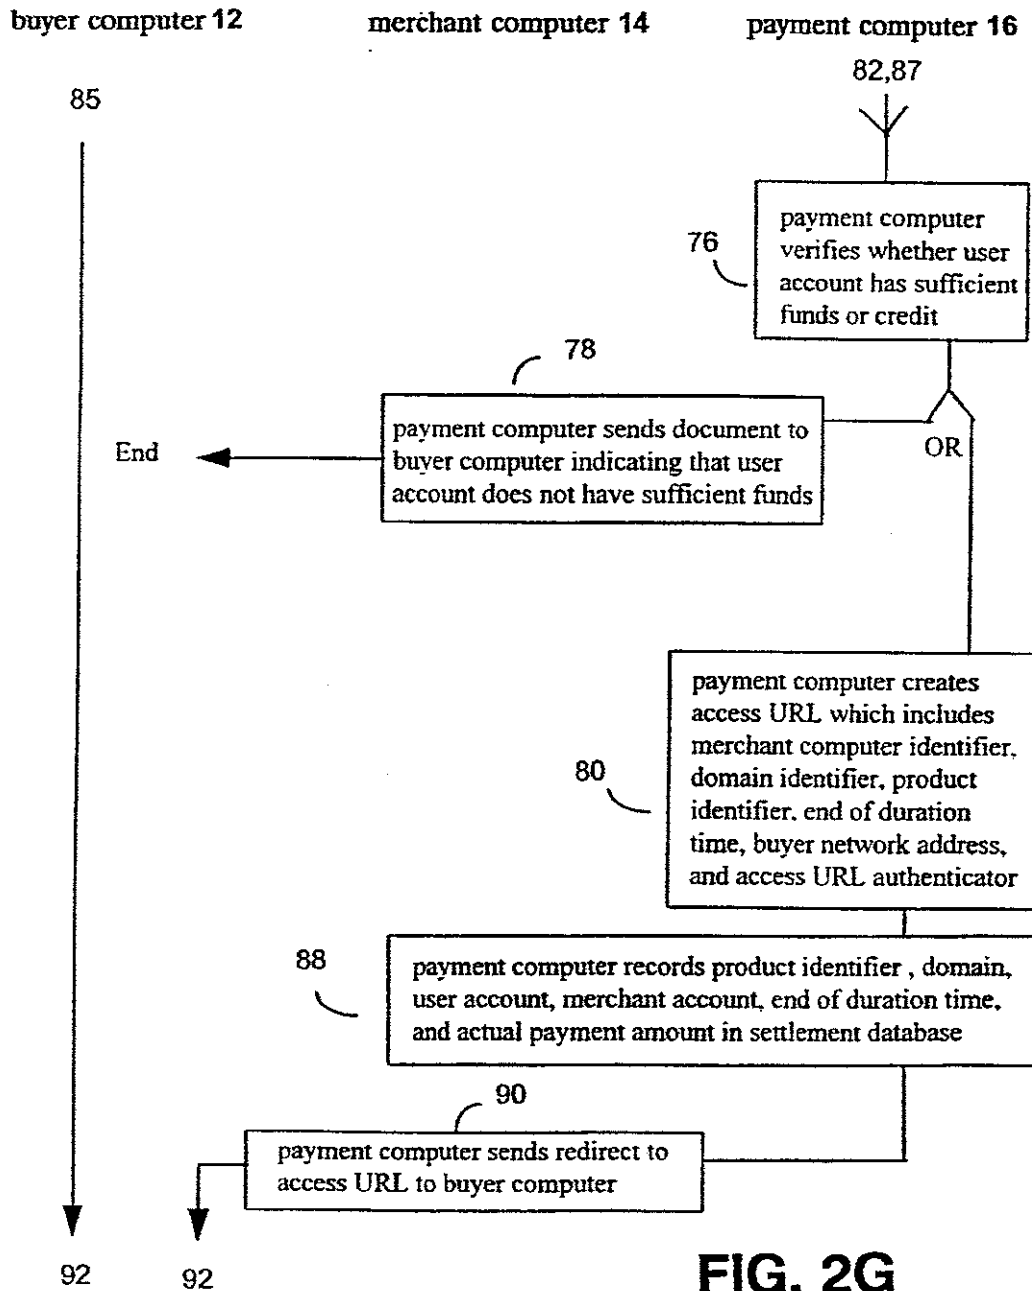 buyer computer 12 merchant computer 14 payment computer 16
82,87
85
payment computer
verifies whether user
account has sufficient
funds or credit
76
78
payment computer sends document to
buyer computer indicating that user
account does not have sufficient funds
End
OR
payment computer creates
access URL which includes
merchant computer identifier,
domain identifier, product
identifier, end of duration
time, buyer network address,
and access URL authenticator
80
88
payment computer records product identifier , domain,
user account, merchant account, end of duration time,
and actual payment amount in settlement database
90
payment computer sends redirect to
access URL to buyer computer
92 92
FIG. 2G